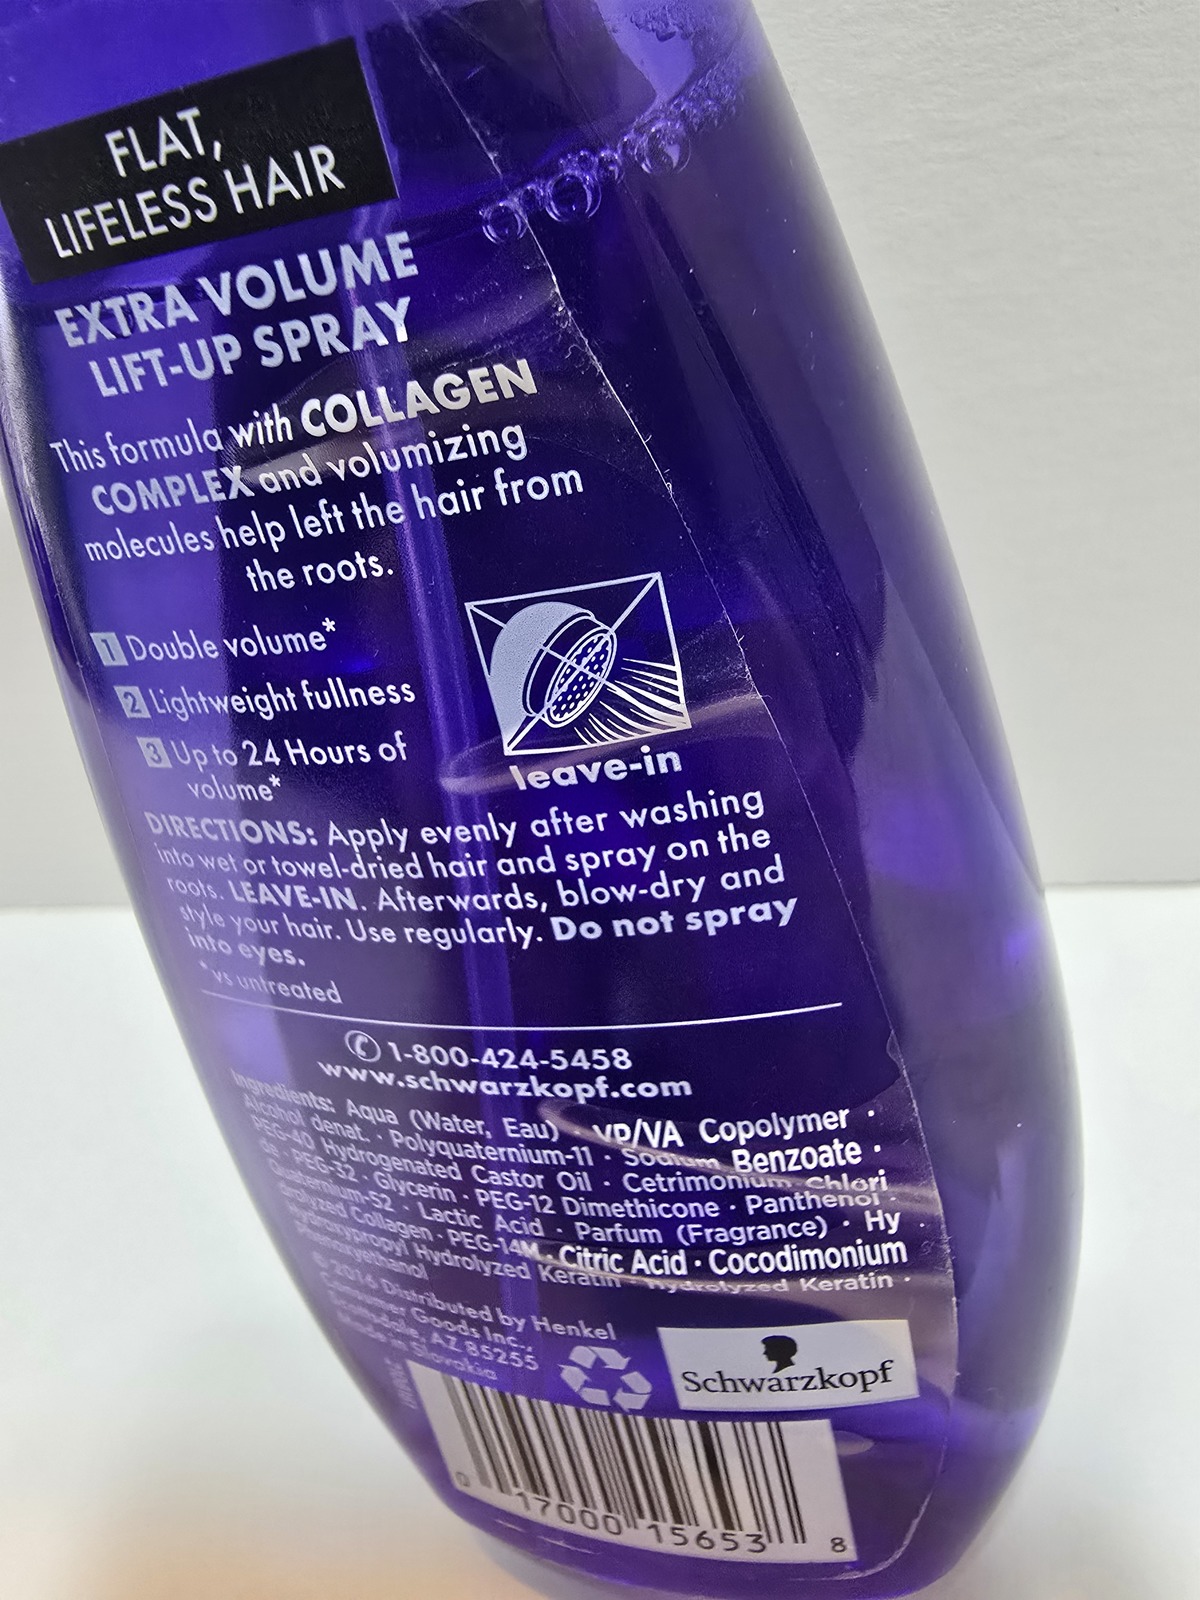 FLAT,
LIFELESS HAIR
EXTRA VOLUME
LIFT-UP SPRAY
This formula with COLLAGEN
COMPLEX and volumizing
molecules help left the hair from
the roots.
1 Double volume*
2 Lightweight fullness
3 Up to 24 Hours of
volume*
leave-in
DIRECTIONS: Apply evenly after washing
into wet or towel-dried hair and spray on the
roots. LEAVE-IN. Afterwards, blow-dry and
style your hair. Use regularly. Do not spray
into eyes.
* vs untreated
1-800-424-5458
www.schwarzkopf.com
Ingredients: Aqua (Water, Eau) · VP/VA Copolymer ·
Alcohol denat. · Polyquaternium-11 · Sodium Benzoate ·
PEG-40 Hydrogenated Castor Oil · Cetrimonium Chlori
de · PEG-32 · Glycerin · PEG-12 Dimethicone · Panthenol ·
Quaternium-52 · Lactic Acid · Parfum (Fragrance) · Hy
drolyzed Collagen · PEG-14M · Citric Acid · Cocodimonium
Hydroxypropyl Hydrolyzed Keratin · Hydrolyzed Keratin ·
Phenoxyethanol
© 2016 Distributed by Henkel
Consumer Goods Inc.,
Scottsdale, AZ 85255
Made in Slovakia
Schwarzkopf
0 17000 15653 8